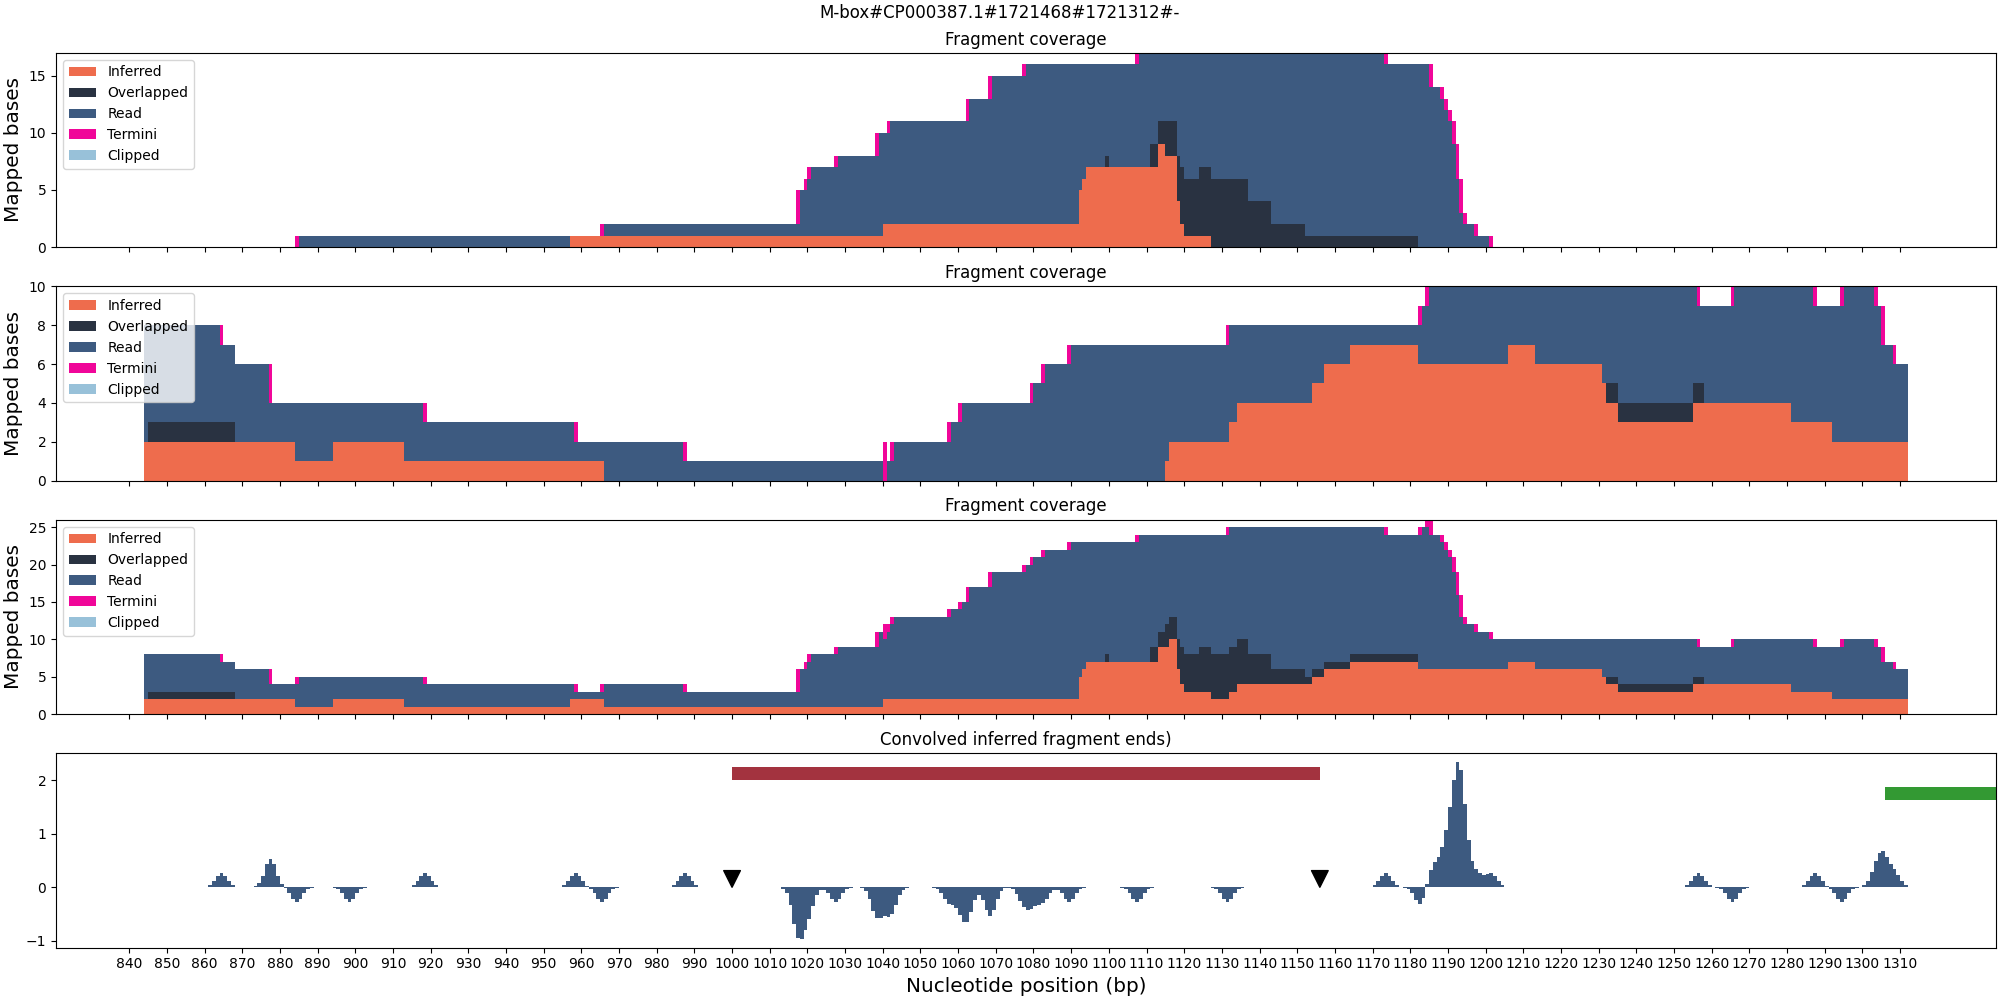 M-box#CP000387.1#1721468#1721312#-
Fragment coverage
Mapped bases
15
10
5
0
Inferred
Overlapped
Read
Termini
Clipped
Fragment coverage
Mapped bases
10
8
6
4
2
0
Inferred
Overlapped
Read
Termini
Clipped
Fragment coverage
Mapped bases
25
20
15
10
5
0
Inferred
Overlapped
Read
Termini
Clipped
Convolved inferred fragment ends)
2
1
0
−1
840 850 860 870 880 890 900 910 920 930 940 950 960 970 980 990 1000 1010 1020 1030 1040 1050 1060 1070 1080 1090 1100 1110 1120 1130 1140 1150 1160 1170 1180 1190 1200 1210 1220 1230 1240 1250 1260 1270 1280 1290 1300 1310
Nucleotide position (bp)